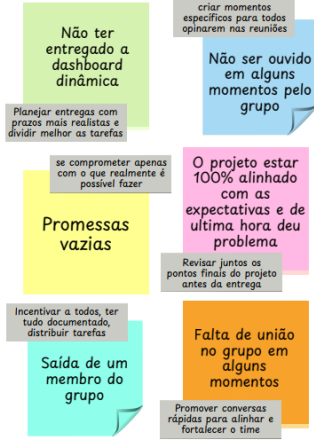 Não ter
entregado a
dashboard
dinâmica
Planejar entregas com
prazos mais realistas e
dividir melhor as tarefas
criar momentos
específicos para todos
opinarem nas reuniões
Não ser ouvido
em alguns
momentos pelo
grupo
se comprometer apenas
com o que realmente é
possível fazer
Promessas
vazias
O projeto estar
100% alinhado
com as
expectativas e de
ultima hora deu
problema
Revisar juntos os
pontos finais do projeto
antes da entrega
Incentivar a todos, ter
tudo documentado,
distribuir tarefas
Saída de um
membro do
grupo
Falta de união
no grupo em
alguns
momentos
Promover conversas
rápidas para alinhar e
fortalecer o time